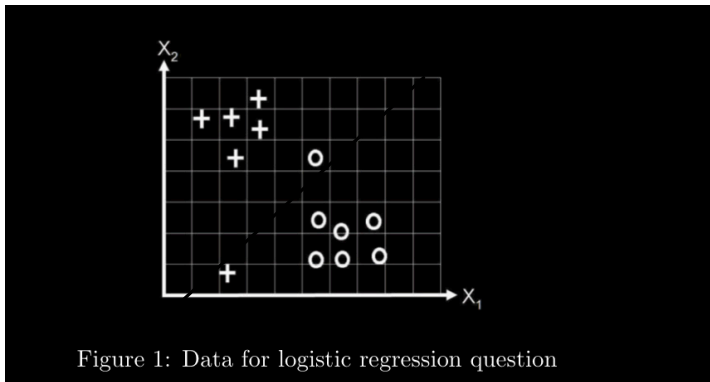 X₂
X₁
Figure 1: Data for logistic regression question